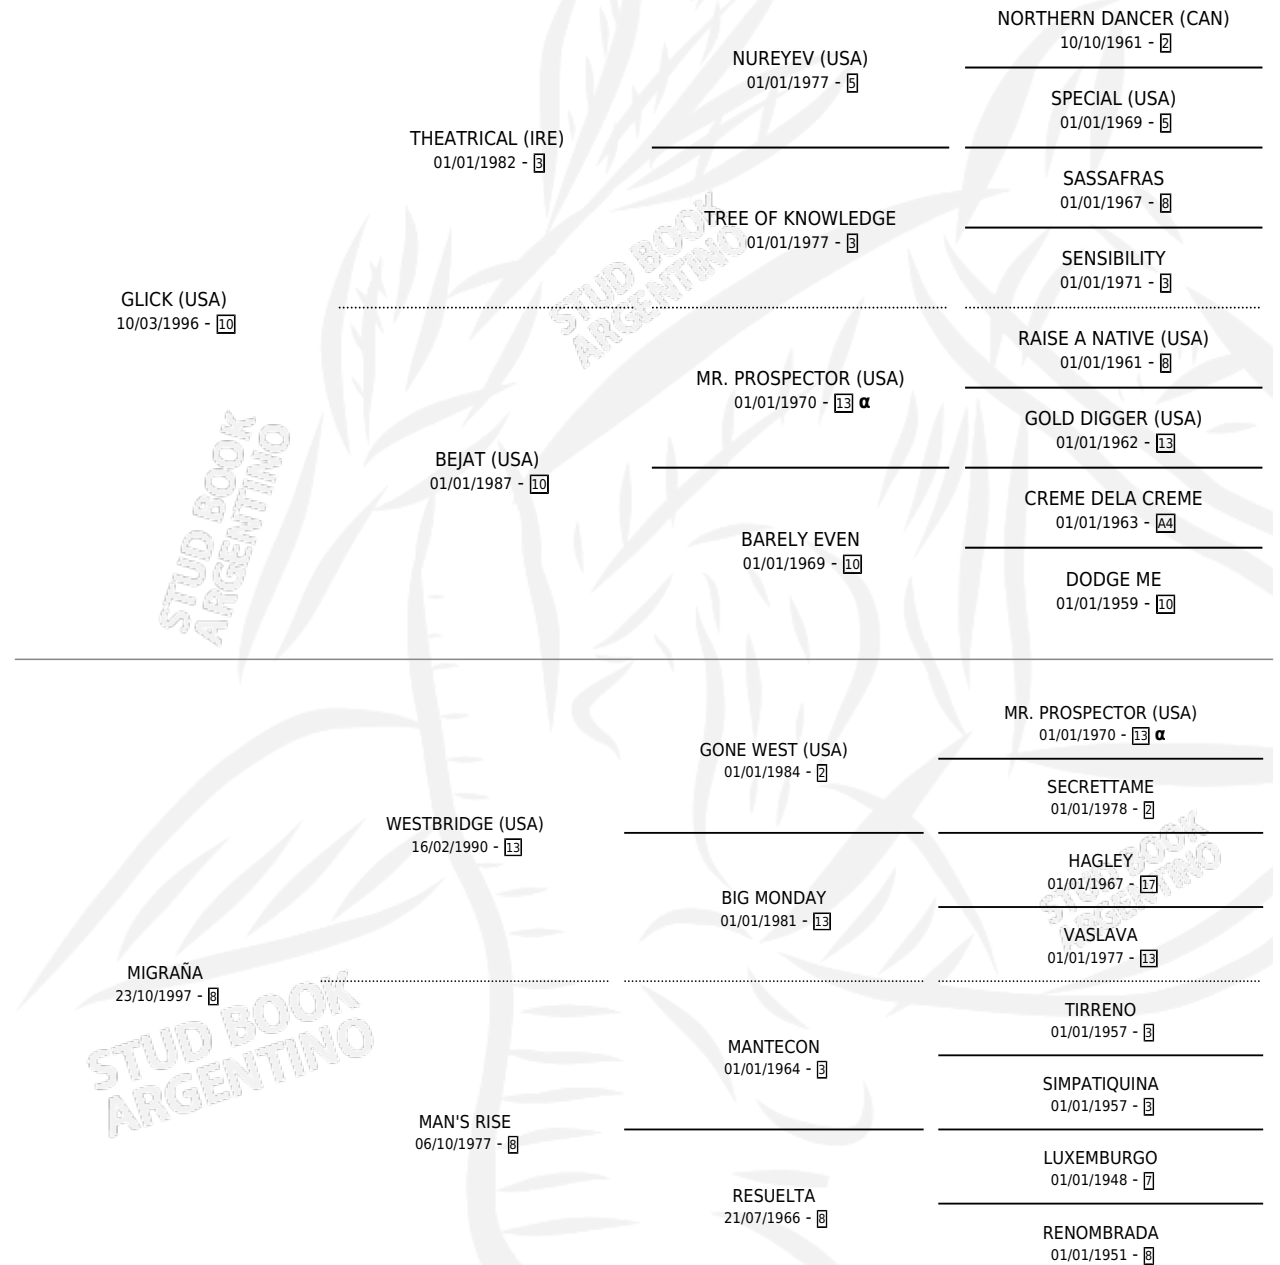 NORTHERN DANCER (CAN)
10/10/1961 - 2
NUREYEV (USA)
01/01/1977 - 5
SPECIAL (USA)
01/01/1969 - 5
THEATRICAL (IRE)
01/01/1982 - 3
SASSAFRAS
01/01/1967 - 8
TREE OF KNOWLEDGE
01/01/1977 - 3
SENSIBILITY
01/01/1971 - 3
STUD BOOK
ARGENTINO
GLICK (USA)
10/03/1996 - 10
RAISE A NATIVE (USA)
01/01/1961 - 8
MR. PROSPECTOR (USA)
01/01/1970 - 13 α
GOLD DIGGER (USA)
01/01/1962 - 13
BEJAT (USA)
01/01/1987 - 10
CREME DELA CREME
01/01/1963 - A4
BARELY EVEN
01/01/1969 - 10
DODGE ME
01/01/1959 - 10
STUD BOOK
ARGENTINO
MR. PROSPECTOR (USA)
01/01/1970 - 13 α
GONE WEST (USA)
01/01/1984 - 2
SECRETTAME
01/01/1978 - 2
WESTBRIDGE (USA)
16/02/1990 - 13
HAGLEY
01/01/1967 - 17
BIG MONDAY
01/01/1981 - 13
VASLAVA
01/01/1977 - 13
STUD BOOK
ARGENTINO
MIGRAÑA
23/10/1997 - 8
TIRRENO
01/01/1957 - 3
MANTECON
01/01/1964 - 3
SIMPATIQUINA
01/01/1957 - 3
MAN'S RISE
06/10/1977 - 8
LUXEMBURGO
01/01/1948 - 7
RESUELTA
21/07/1966 - 8
RENOMBRADA
01/01/1951 - 8
STUD BOOK
ARGENTINO